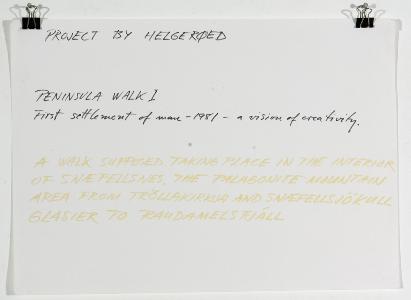 PROJECT BY HELGERØED
PENINSULA WALK I
First settlement of man - 1981 - a vision of creativity.
A WALK SUPPOSED TAKING PLACE IN THE INTERIOR
OF SNÆFELLSNES, THE PALAGONITE MOUNTAIN
AREA FROM TRÖLLAKIRKJA AND SNÆFELLSJÖKULL
GLASIER TO RAUDAMELSFJÄLL